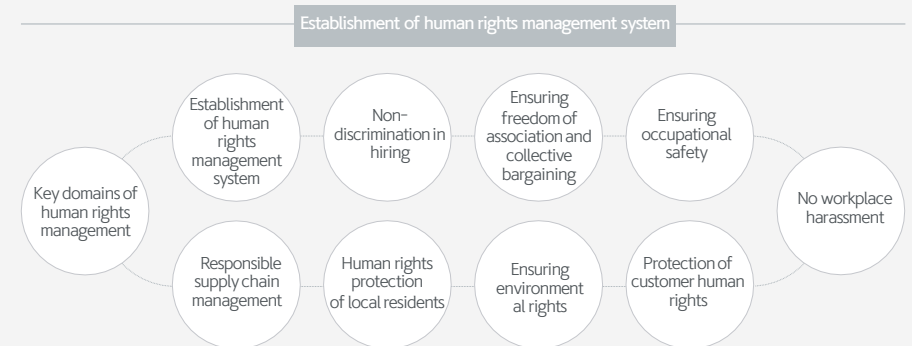 Establishment of human rights management system
Key domains of
human rights
management
Establishment
of human
rights
management
system
Non-
discrimination in
hiring
Ensuring
freedom of
association and
collective
bargaining
Ensuring
occupational
safety
No workplace
harassment
Responsible
supply chain
management
Human rights
protection
of local residents
Ensuring
environment
al rights
Protection of
customer human
rights